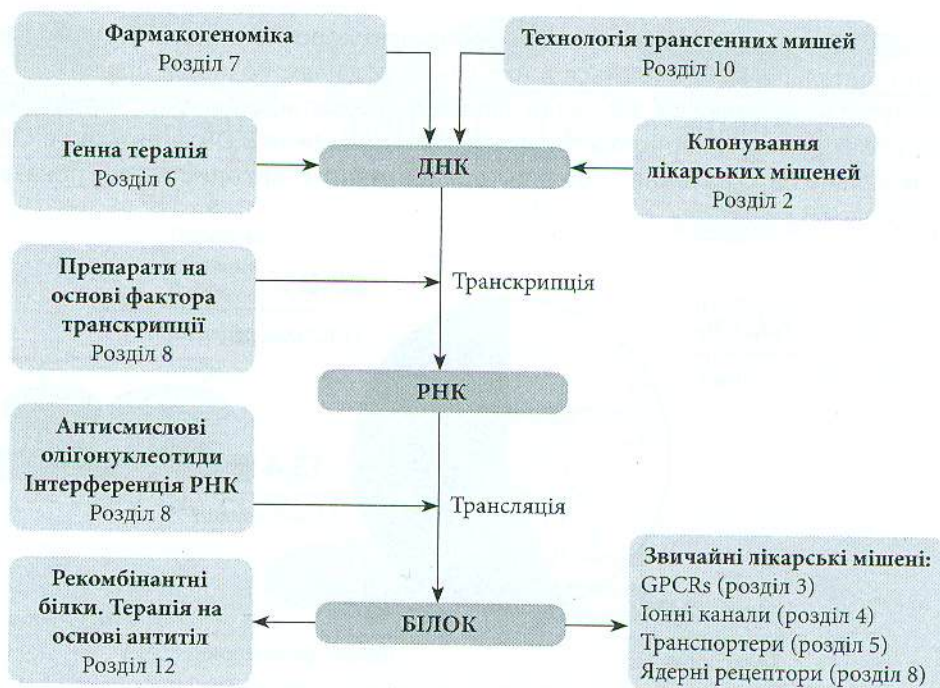 Фармакогеноміка
Розділ 7
Технологія трансгенних мишей
Розділ 10
Генна терапія
Розділ 6
ДНК
Клонування
лікарських мішеней
Розділ 2
Препарати на
основі фактора
транскрипції
Розділ 8
Транскрипція
РНК
Антисмислові
олігонуклеотиди
Інтерференція РНК
Розділ 8
Трансляція
Рекомбінантні
білки. Терапія на
основі антитіл
Розділ 12
БІЛОК
Звичайні лікарські мішені:
GPCRs (розділ 3)
Іонні канали (розділ 4)
Транспортери (розділ 5)
Ядерні рецептори (розділ 8)